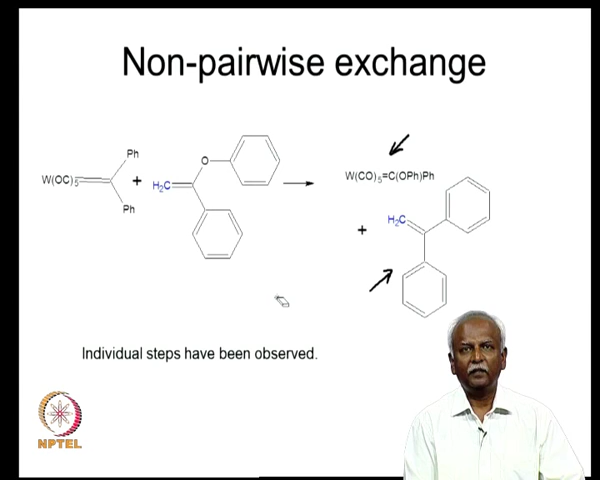 Non-pairwise exchange
W(OC)5
Ph
Ph
+
H2C
O
W(CO)5=C(OPh)Ph
+
H2C
Individual steps have been observed.
NPTEL